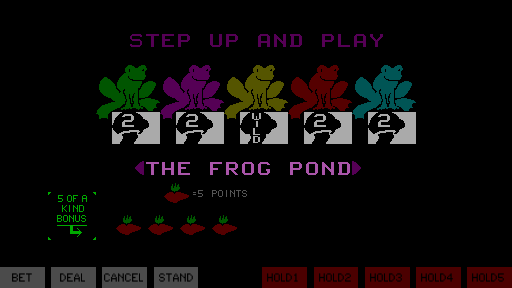 STEP UP AND PLAY
2 2 WILD 2 2
THE FROG POND
=5 POINTS
5 OF A
KIND
BONUS
BET DEAL CANCEL STAND HOLD1 HOLD2 HOLD3 HOLD4 HOLD5